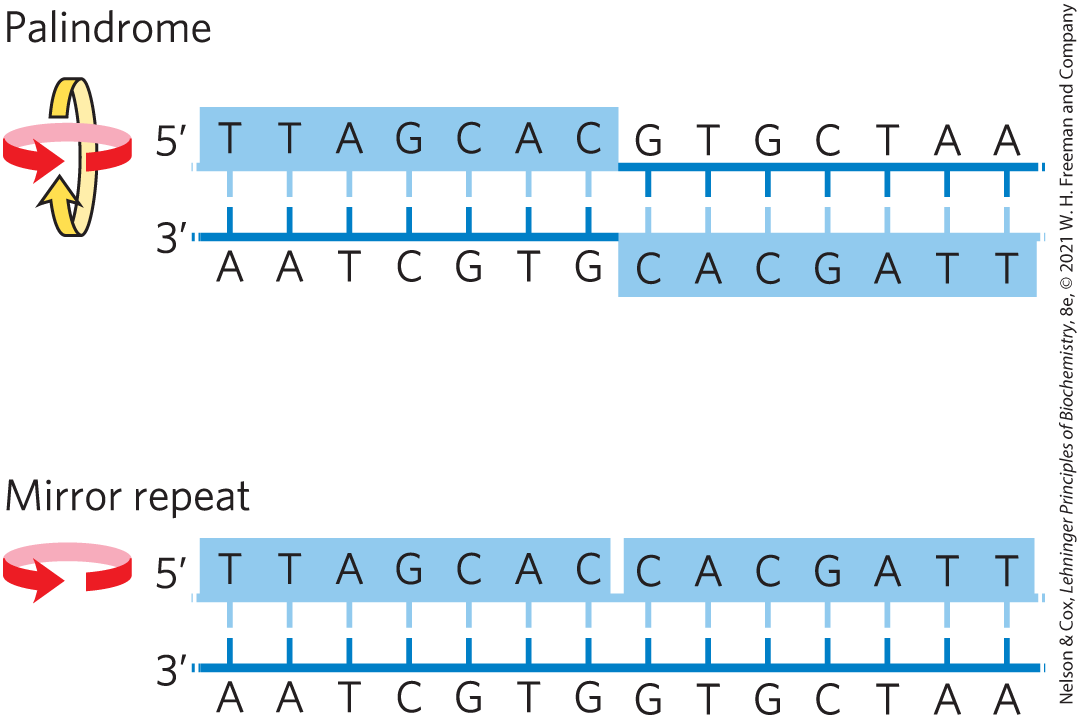 Palindrome
5′ T T A G C A C G T G C T A A
3′ A A T C G T G C A C G A T T
Mirror repeat
5′ T T A G C A C C A C G A T T
3′ A A T C G T G G T G C T A A
Nelson & Cox, Lehninger Principles of Biochemistry, 8e, © 2021 W. H. Freeman and Company